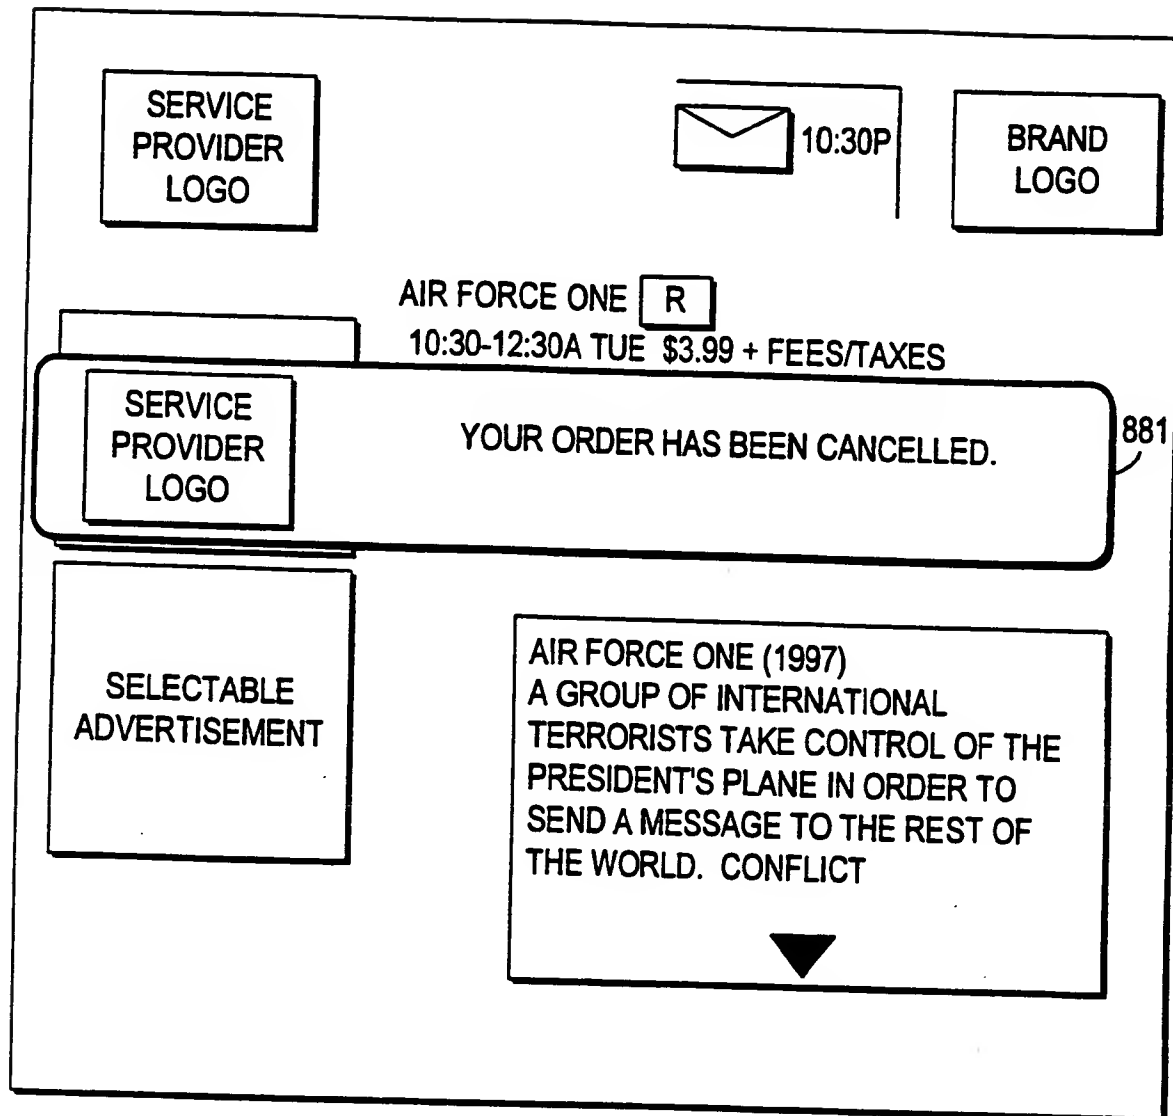 SERVICE
PROVIDER
LOGO
10:30P
BRAND
LOGO
AIR FORCE ONE R
10:30-12:30A TUE $3.99 + FEES/TAXES
SERVICE
PROVIDER
LOGO
YOUR ORDER HAS BEEN CANCELLED.
881
SELECTABLE
ADVERTISEMENT
AIR FORCE ONE (1997)
A GROUP OF INTERNATIONAL
TERRORISTS TAKE CONTROL OF THE
PRESIDENT'S PLANE IN ORDER TO
SEND A MESSAGE TO THE REST OF
THE WORLD. CONFLICT